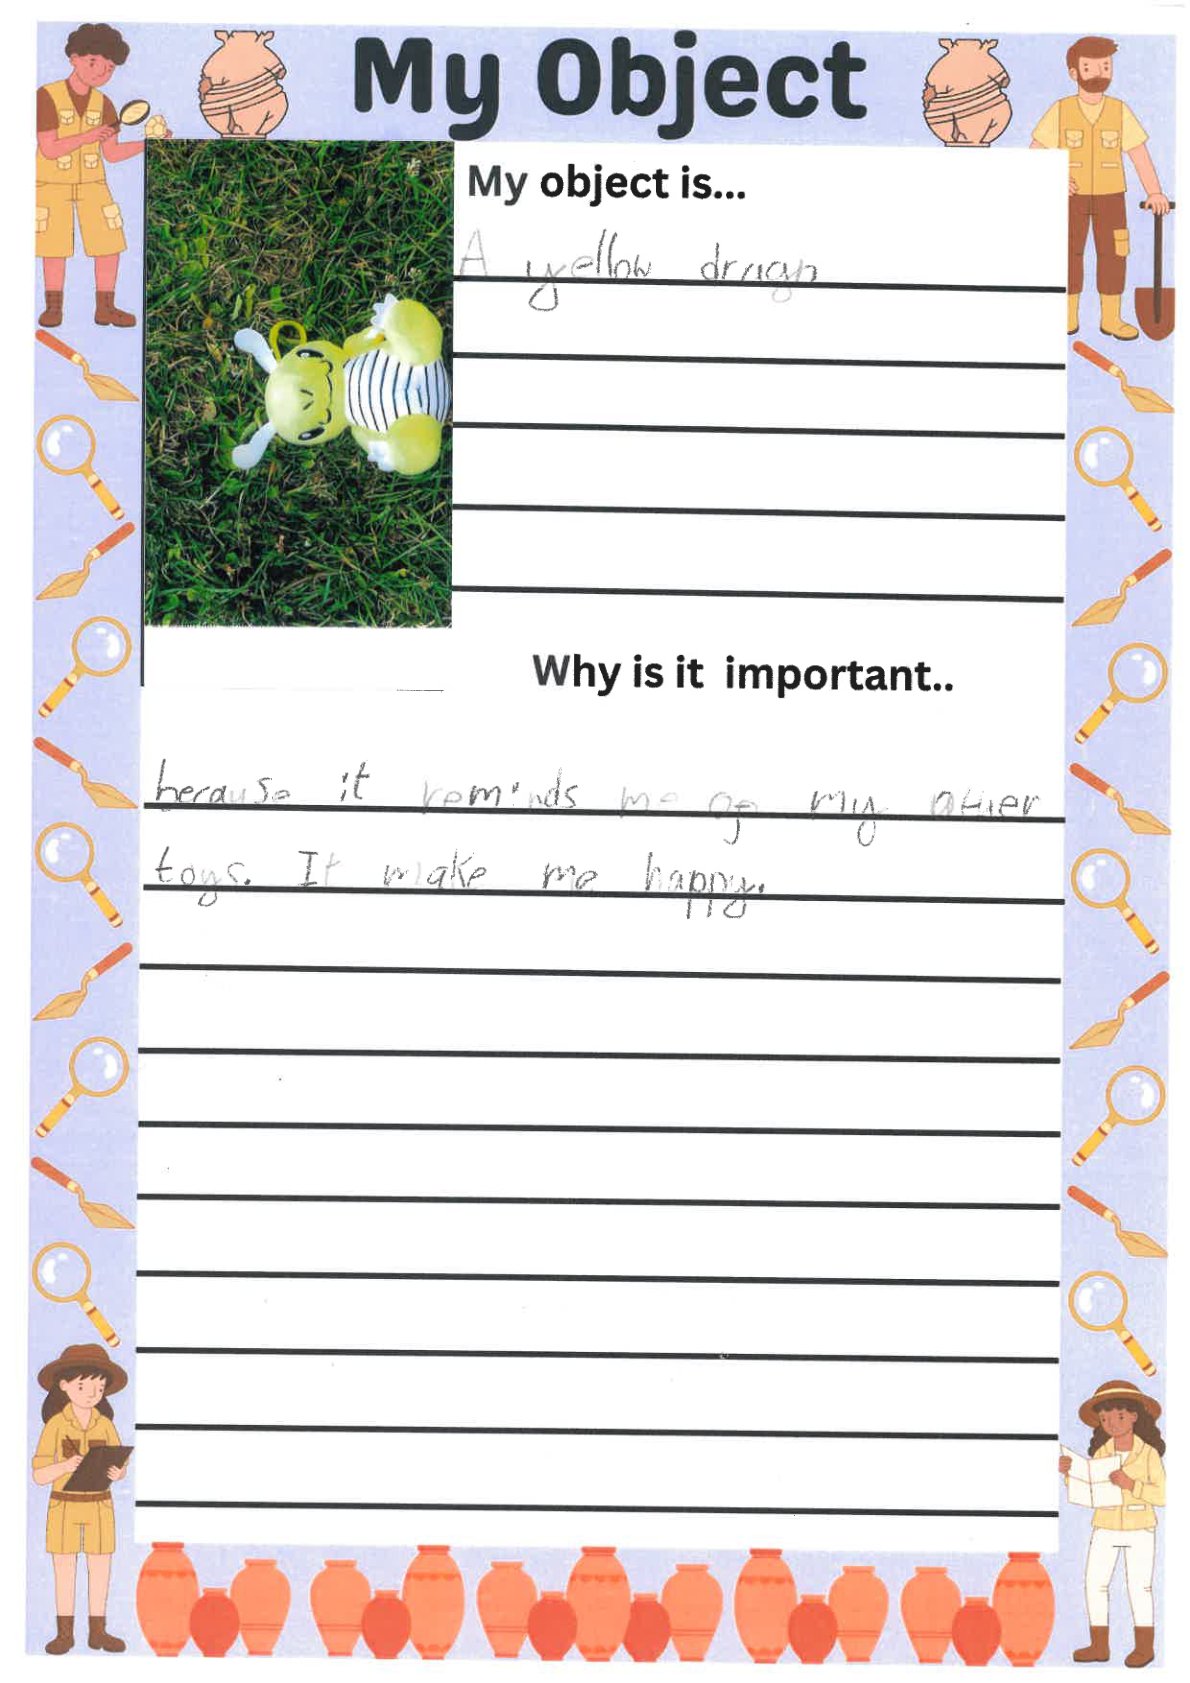 My Object
My object is...
A yellow dragn
Why is it important..
because it reminds me of my other
toys. It make me happy.